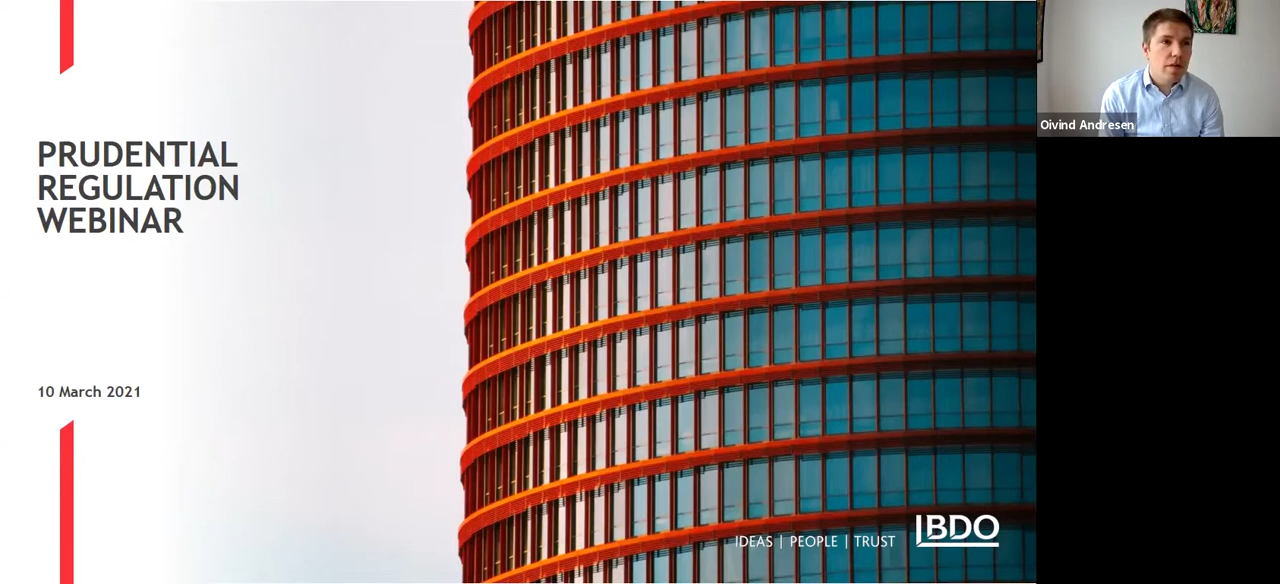 PRUDENTIAL
REGULATION
WEBINAR
10 March 2021
IDEAS | PEOPLE | TRUST
BDO
Oivind Andresen